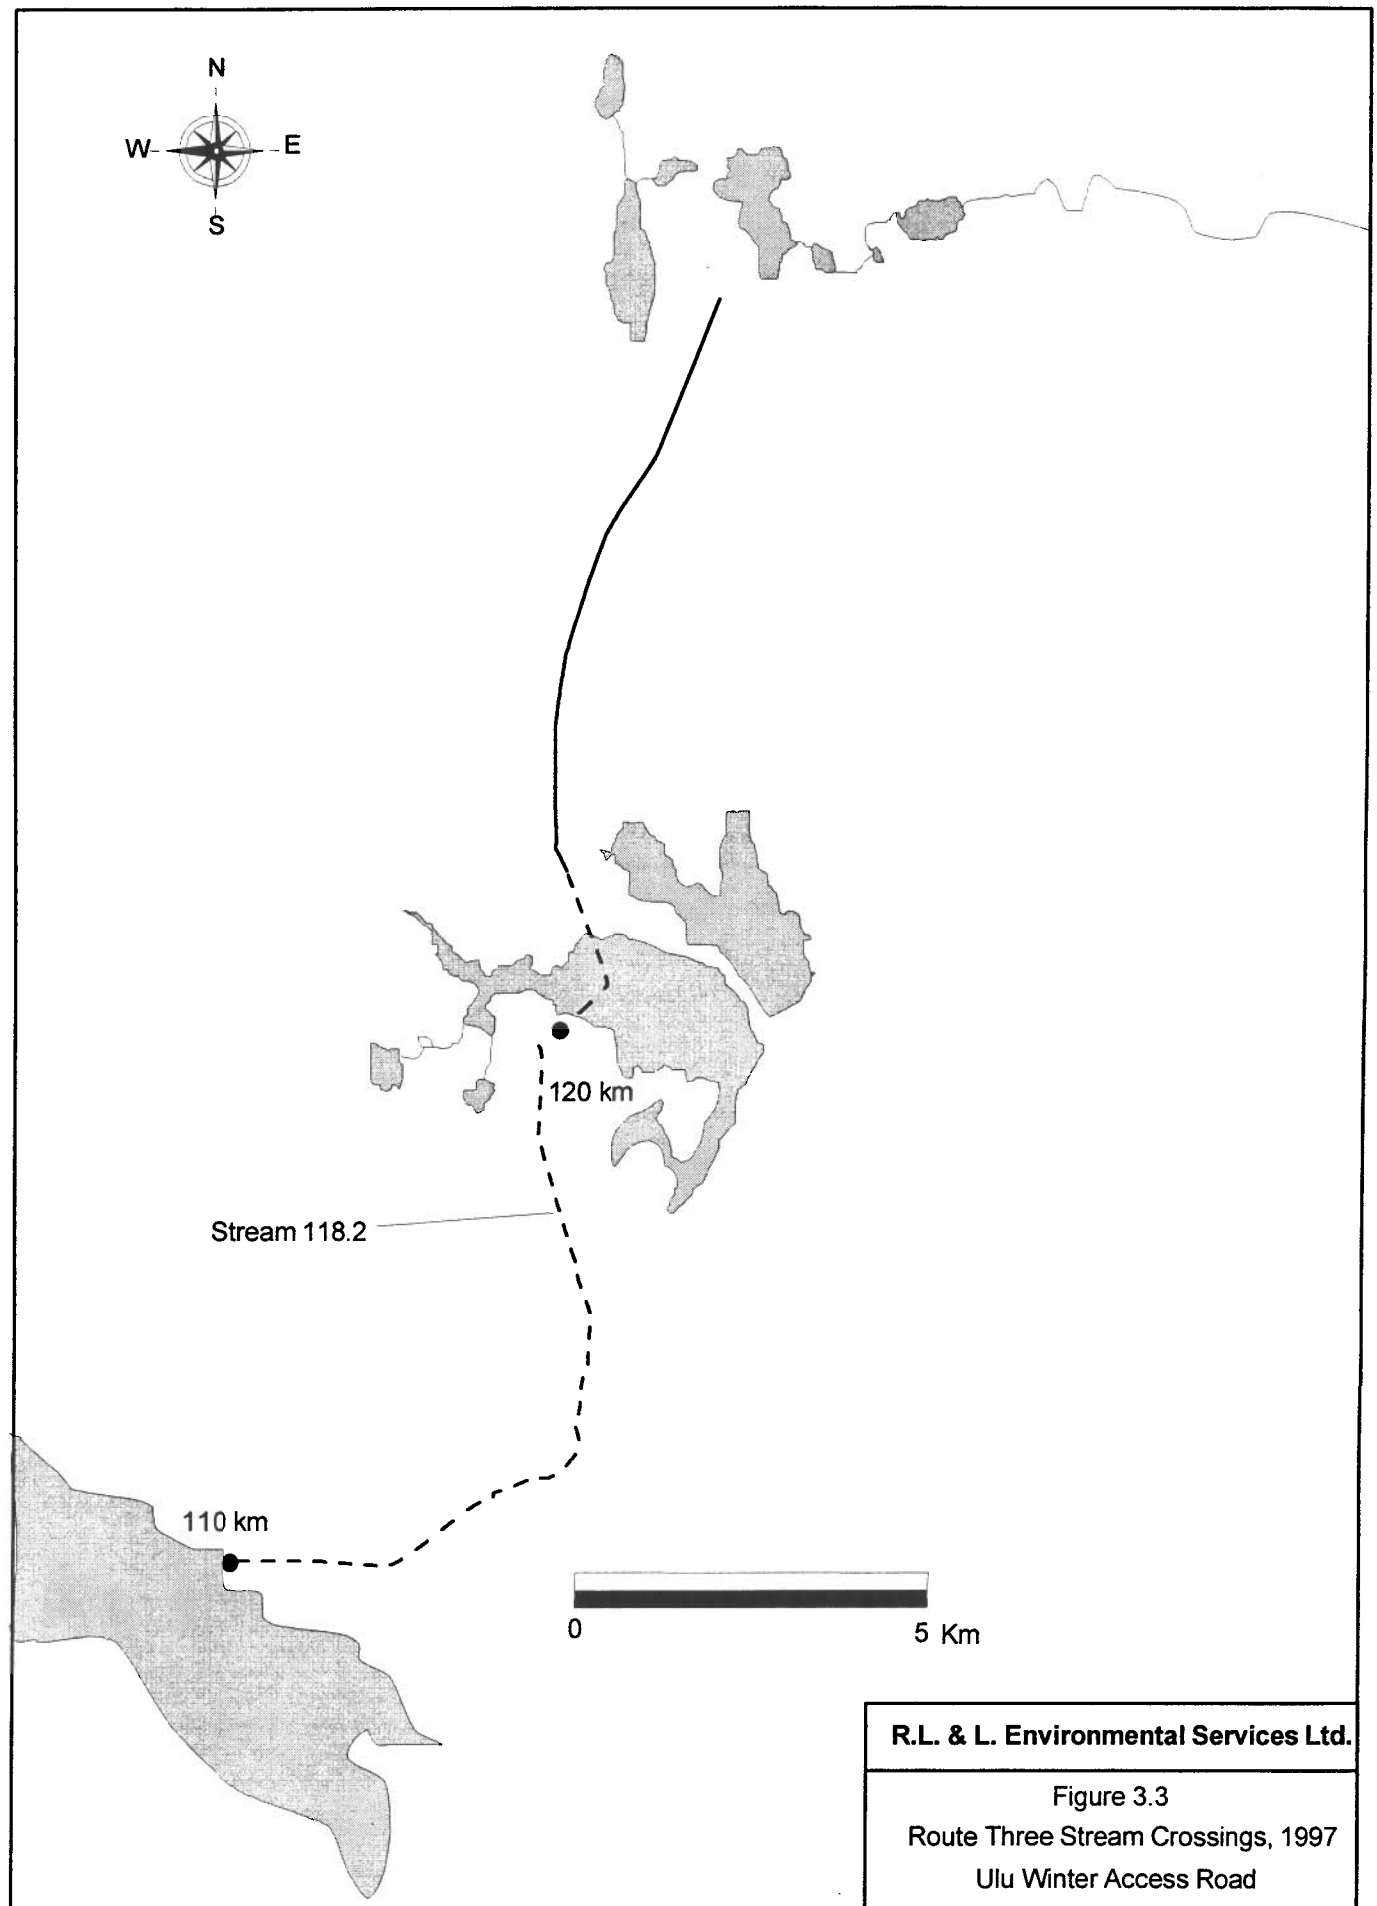 N
W E
S
120 km
Stream 118.2
110 km
0 5 Km
R.L. & L. Environmental Services Ltd.
Figure 3.3
Route Three Stream Crossings, 1997
Ulu Winter Access Road